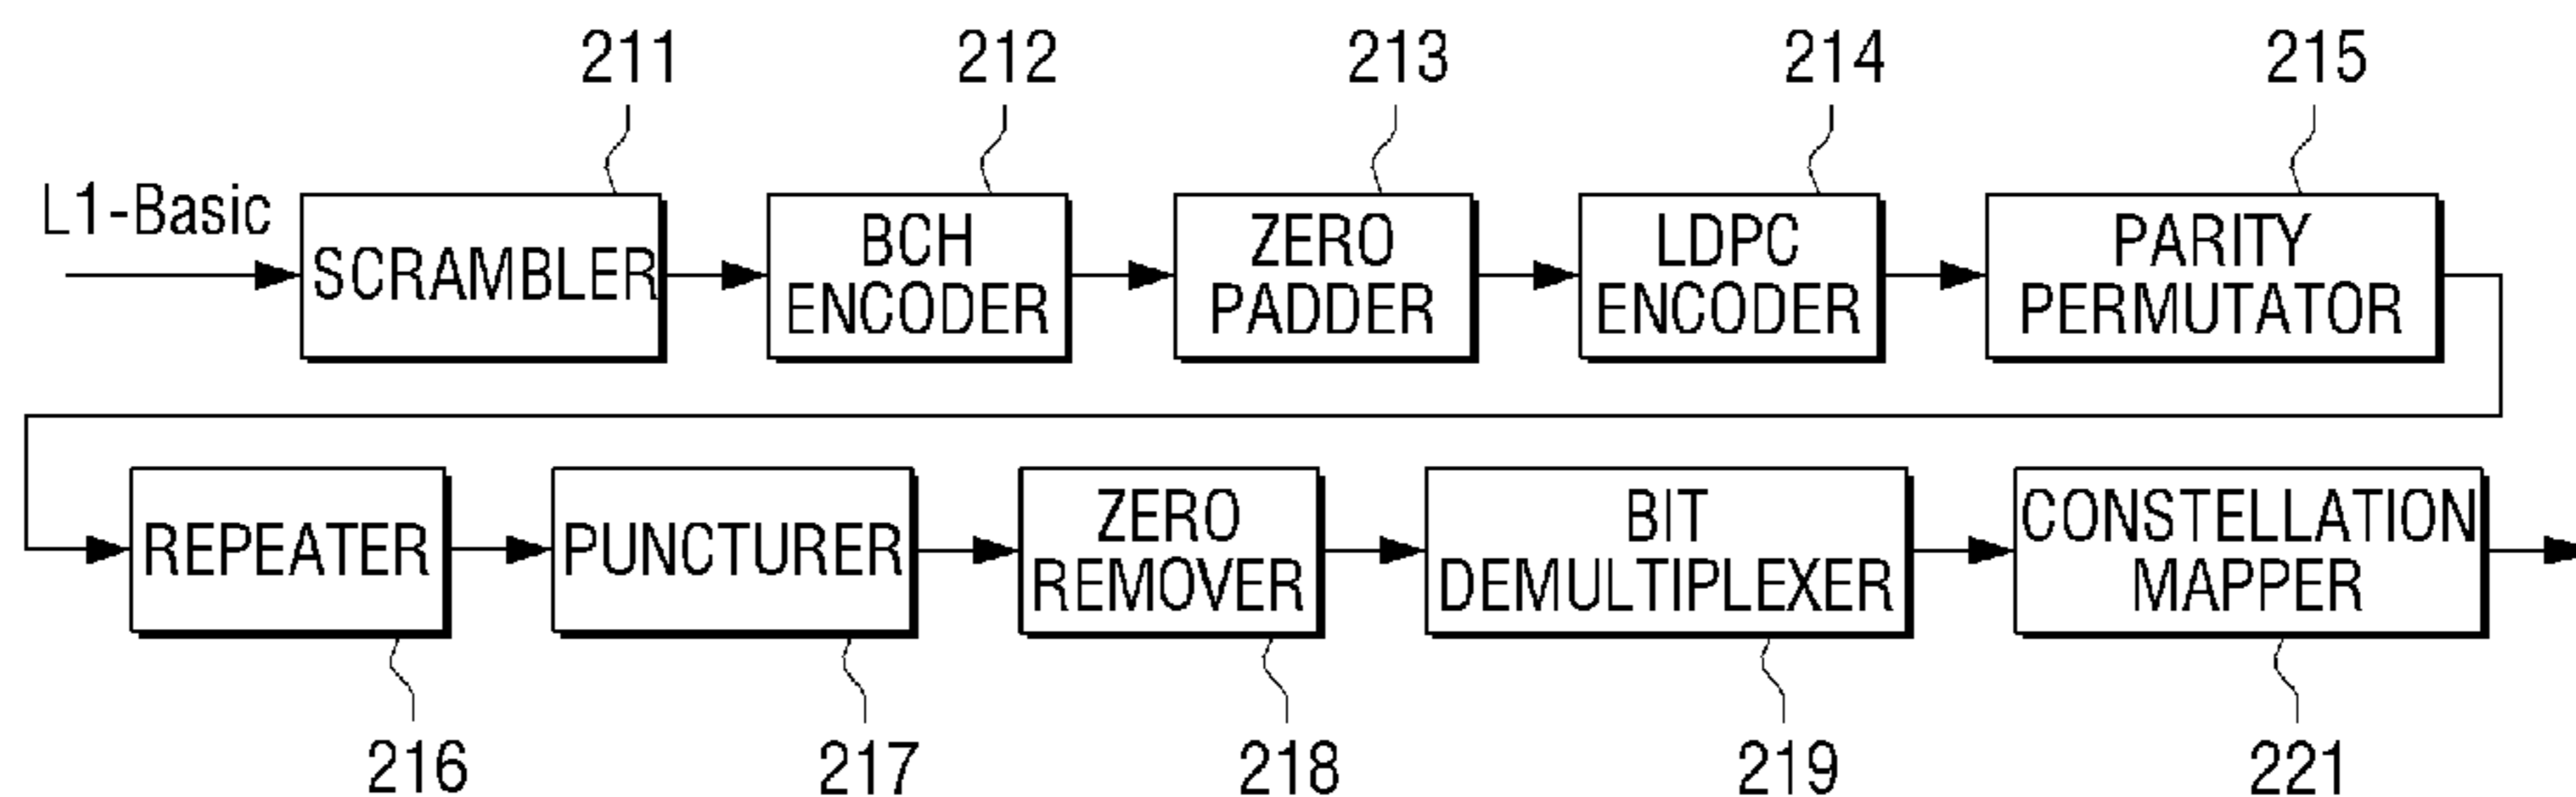 211
212
213
214
215
L1-Basic
SCRAMBLER
BCH
ENCODER
ZERO
PADDER
LDPC
ENCODER
PARITY
PERMUTATOR
REPEATER
PUNCTURER
ZERO
REMOVER
BIT
DEMULTIPLEXER
CONSTELLATION
MAPPER
216
217
218
219
221